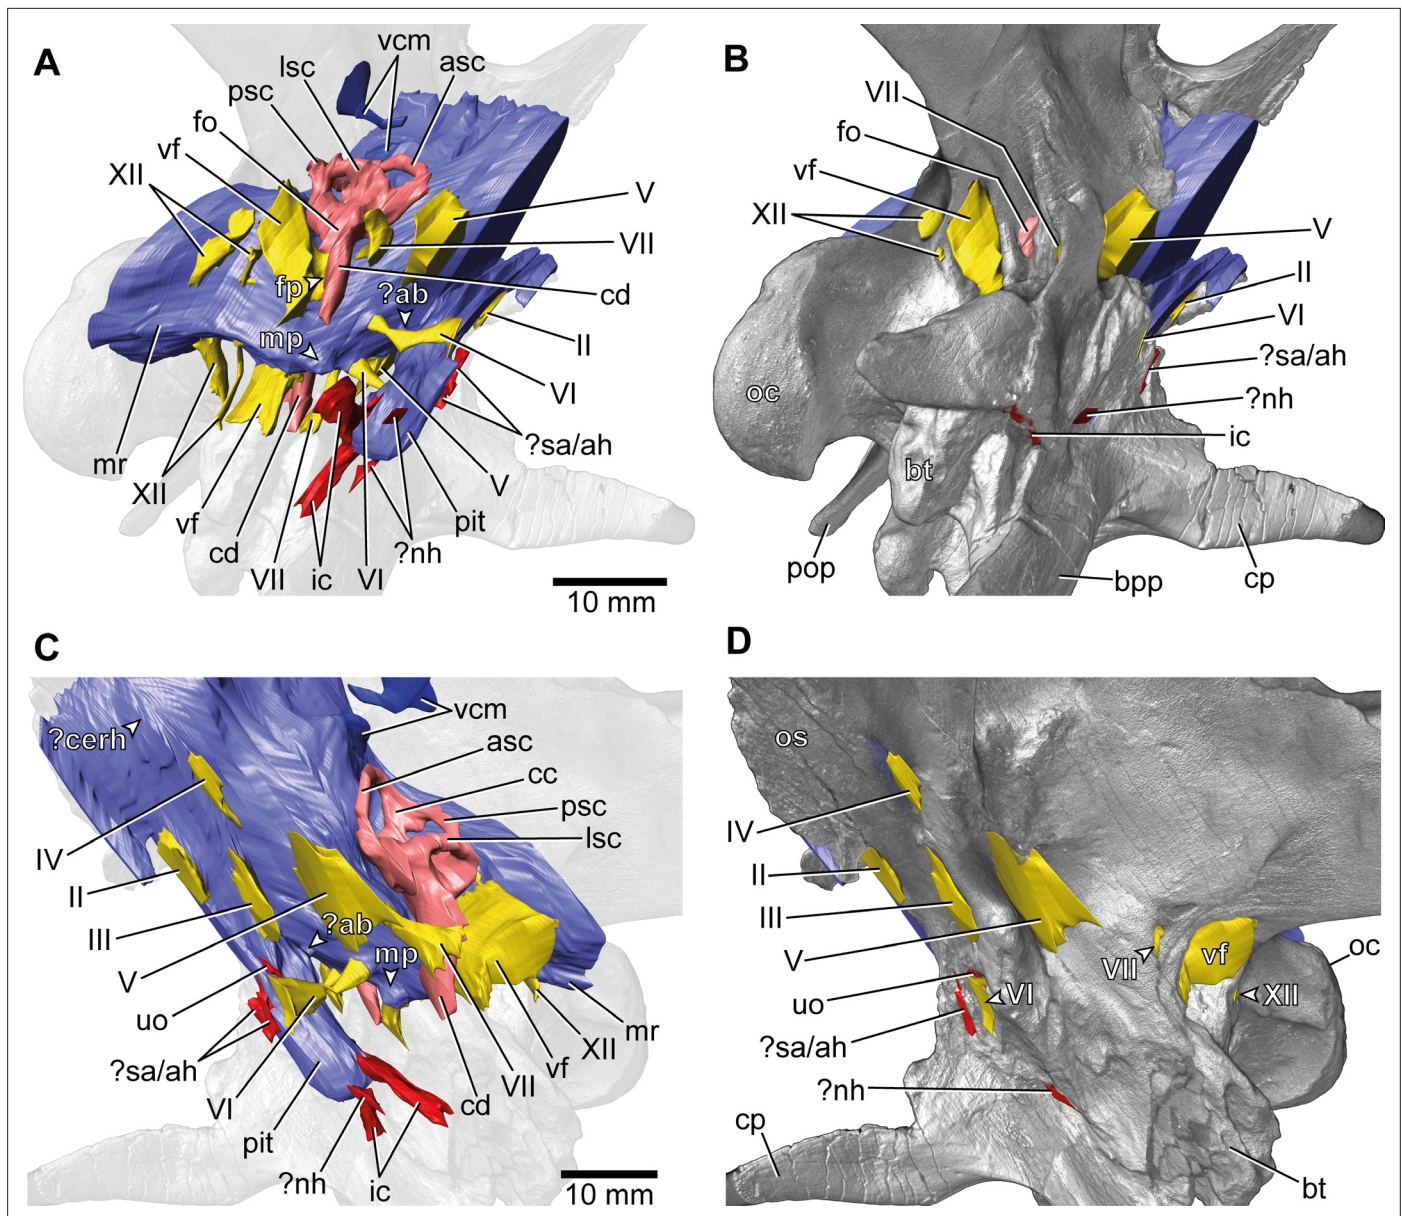 A
vcm
lsc
asc
psc
fo
vf
XII
V
VII
fp
?ab
cd
mp
II
VI
?sa/ah
mr
XII
vf
cd
VII
ic
VI
?nh
pit
V
10 mm
B
VII
fo
vf
XII
V
II
VI
?sa/ah
?nh
ic
oc
bt
pop
bpp
cp
C
?cerh
vcm
asc
cc
psc
lsc
IV
II
III
?ab
V
mp
uo
?sa/ah
VI
pit
?nh
ic
cd
VII
vf
XII
mr
10 mm
D
os
IV
II
III
V
VII
vf
oc
uo
VI
XII
?sa/ah
?nh
cp
bt